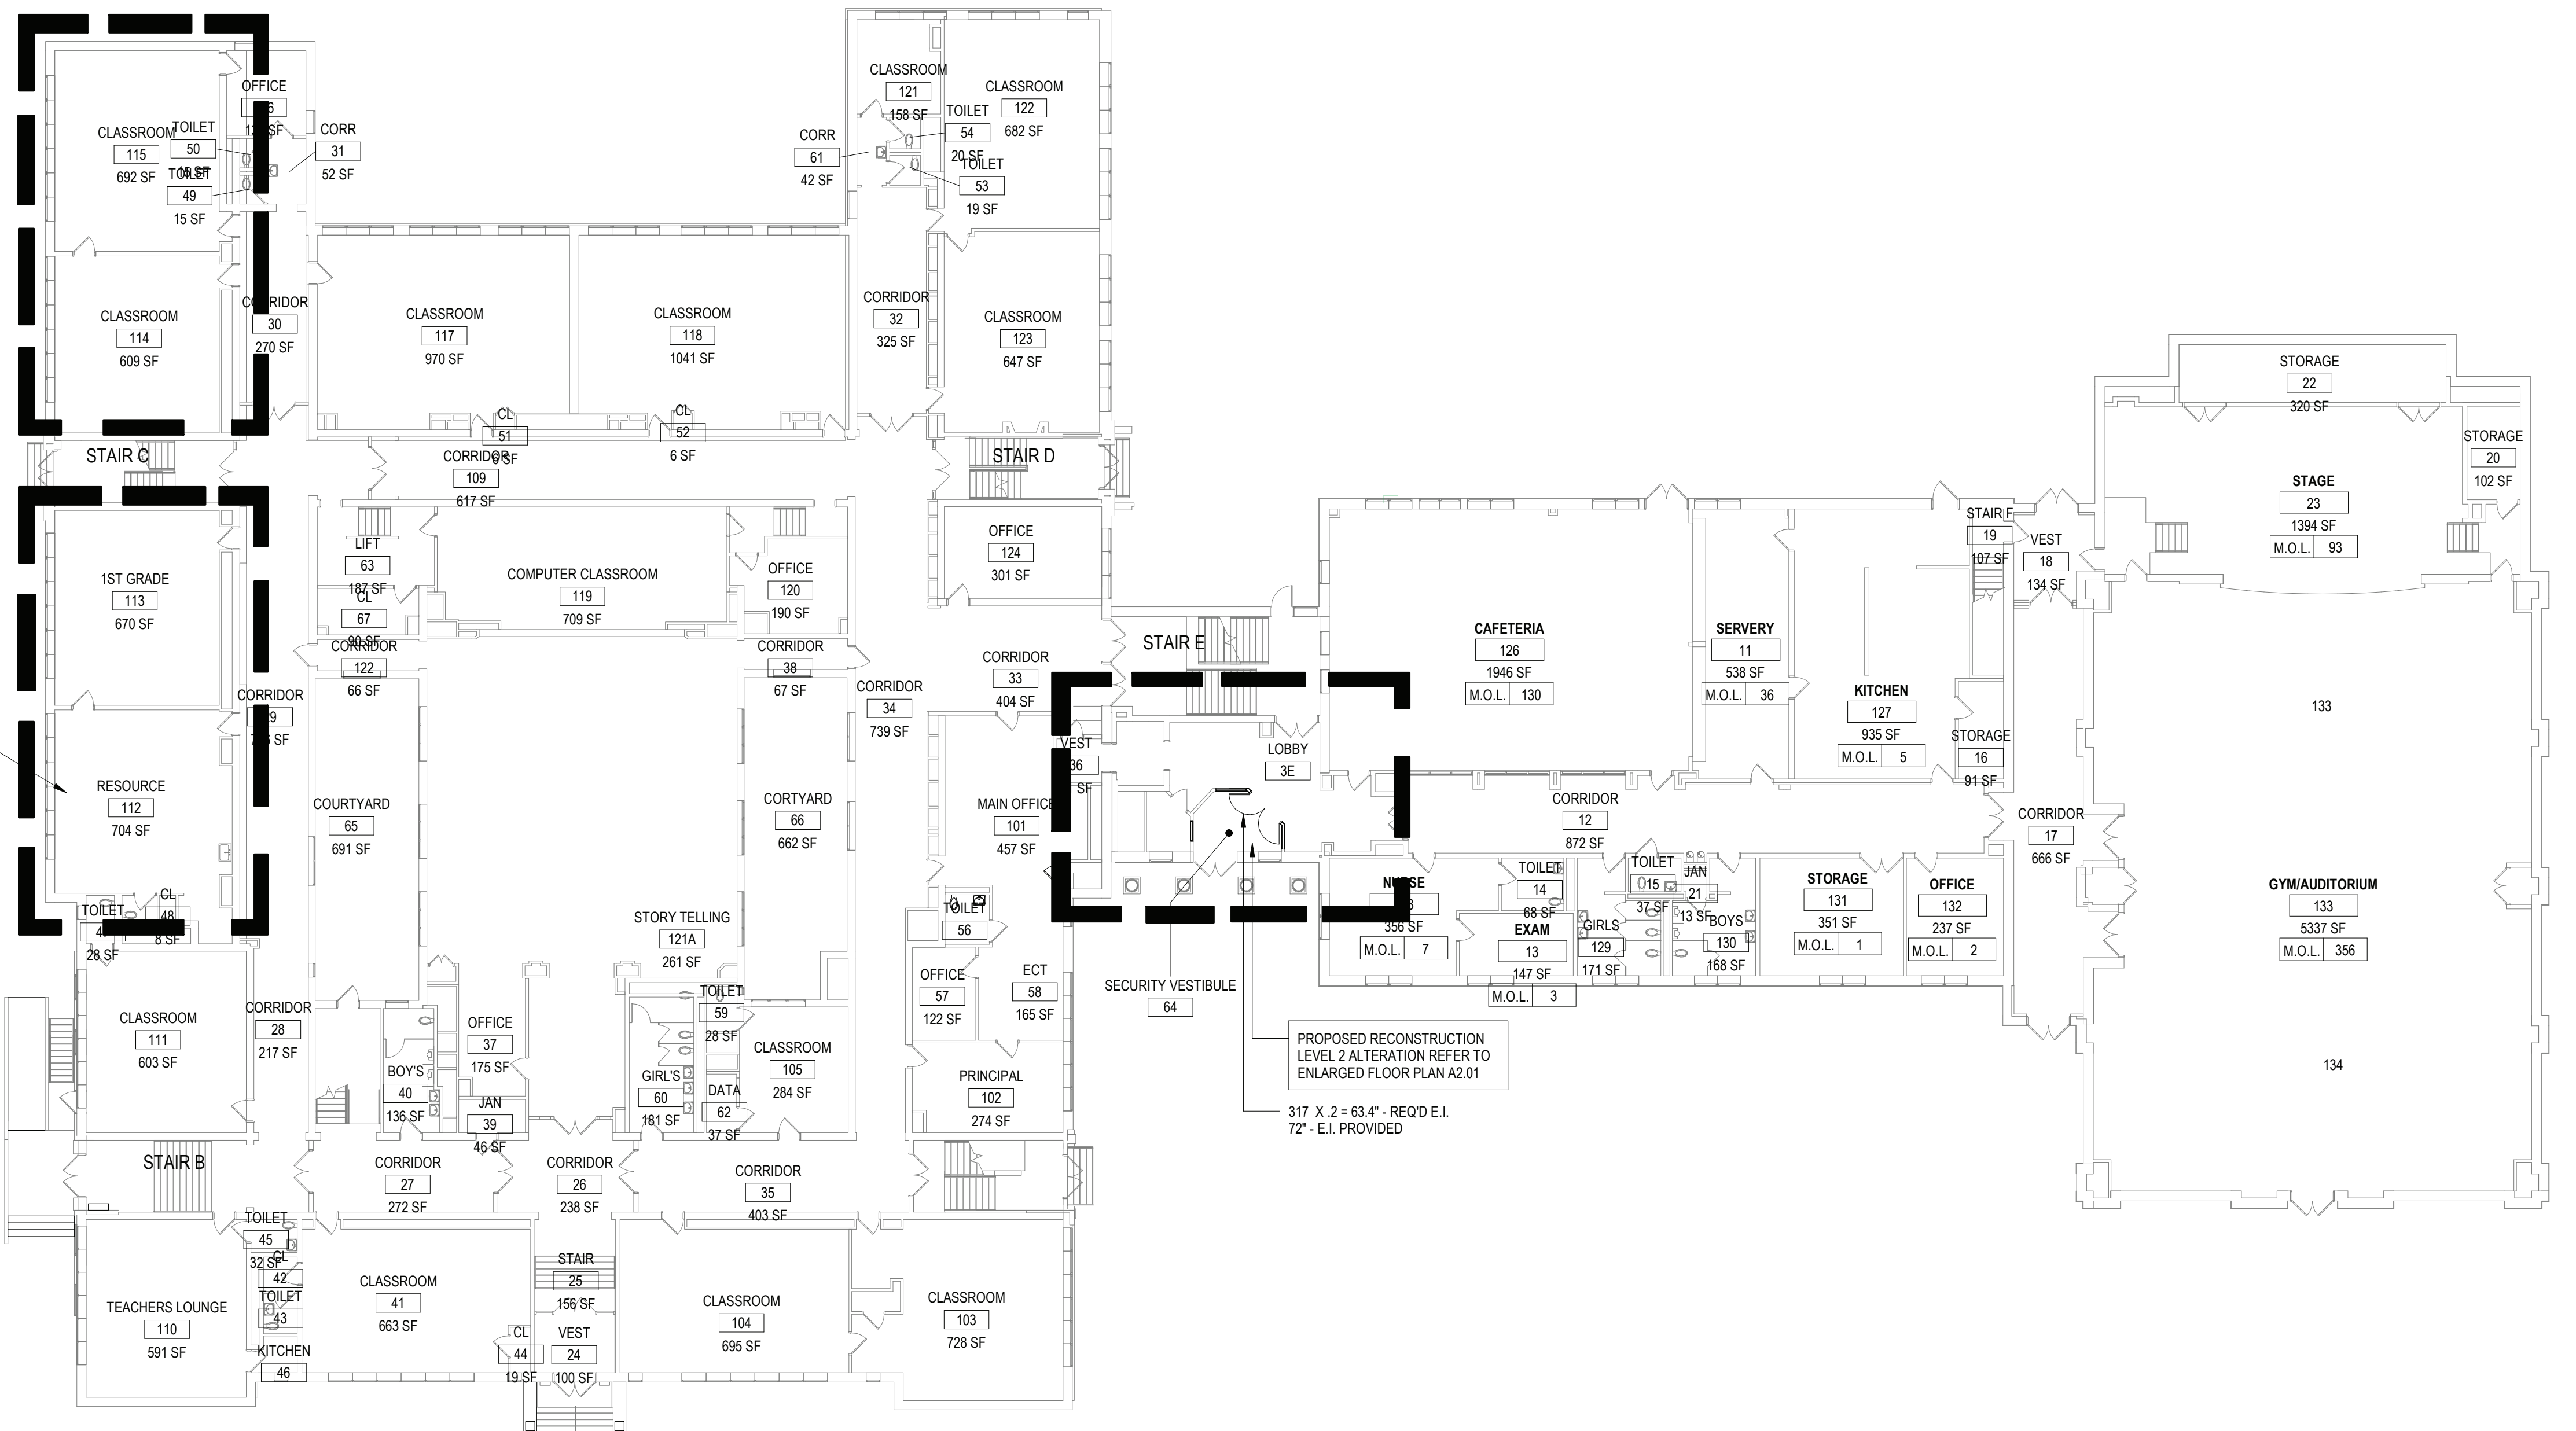 OFFICE
CLASSROOM
115
692 SF
TOILET
50
15 SF
TOILET
49
15 SF
CORR
31
52 SF
CLASSROOM
114
609 SF
CORRIDOR
30
270 SF
CLASSROOM
117
970 SF
CLASSROOM
118
1041 SF
CORR
61
42 SF
CLASSROOM
121
158 SF
CLASSROOM
122
682 SF
TOILET
54
20 SF
TOILET
53
19 SF
CORRIDOR
32
325 SF
CLASSROOM
123
647 SF
CL
51
6 SF
CL
52
6 SF
STAIR C
CORRIDOR
109
617 SF
STAIR D
1ST GRADE
113
670 SF
LIFT
63
187 SF
CL
67
90 SF
COMPUTER CLASSROOM
119
709 SF
OFFICE
120
190 SF
OFFICE
124
301 SF
CORRIDOR
122
66 SF
CORRIDOR
38
67 SF
CORRIDOR
33
404 SF
CORRIDOR
34
739 SF
STAIR E
CORRIDOR
SF
RESOURCE
112
704 SF
COURTYARD
65
691 SF
CORTYARD
66
662 SF
MAIN OFFICE
101
457 SF
VEST
36
SF
LOBBY
3E
CAFETERIA
126
1946 SF
M.O.L. 130
SERVERY
11
538 SF
M.O.L. 36
KITCHEN
127
935 SF
M.O.L. 5
STAIR F
19
107 SF
VEST
18
134 SF
STORAGE
16
91 SF
STORAGE
22
320 SF
STORAGE
20
102 SF
STAGE
23
1394 SF
M.O.L. 93
133
CORRIDOR
12
872 SF
CORRIDOR
17
666 SF
GYM/AUDITORIUM
133
5337 SF
M.O.L. 356
134
TOILET
28 SF
CL
48
8 SF
STORY TELLING
121A
261 SF
TOILET
56
NURSE
356 SF
M.O.L. 7
TOILET
14
68 SF
EXAM
13
147 SF
M.O.L. 3
GIRLS
129
171 SF
TOILET
15
37 SF
JAN
21
13 SF
BOYS
130
168 SF
STORAGE
131
351 SF
M.O.L. 1
OFFICE
132
237 SF
M.O.L. 2
SECURITY VESTIBULE
64
PROPOSED RECONSTRUCTION
LEVEL 2 ALTERATION REFER TO
ENLARGED FLOOR PLAN A2.01
317 X .2 = 63.4" - REQ'D E.I.
72" - E.I. PROVIDED
CLASSROOM
111
603 SF
CORRIDOR
28
217 SF
BOY'S
40
136 SF
OFFICE
37
175 SF
JAN
39
46 SF
GIRL'S
60
181 SF
TOILET
59
28 SF
DATA
62
37 SF
CLASSROOM
105
284 SF
OFFICE
57
122 SF
ECT
58
165 SF
PRINCIPAL
102
274 SF
STAIR B
CORRIDOR
27
272 SF
CORRIDOR
26
238 SF
CORRIDOR
35
403 SF
TOILET
45
32 SF
CL
42
TOILET
43
KITCHEN
46
TEACHERS LOUNGE
110
591 SF
CLASSROOM
41
663 SF
STAIR
25
156 SF
CL
44
19 SF
VEST
24
100 SF
CLASSROOM
104
695 SF
CLASSROOM
103
728 SF